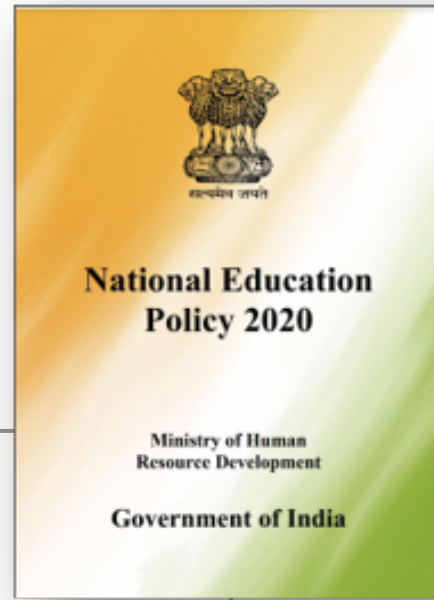 सत्यमेव जयते
National Education
Policy 2020
Ministry of Human
Resource Development
Government of India